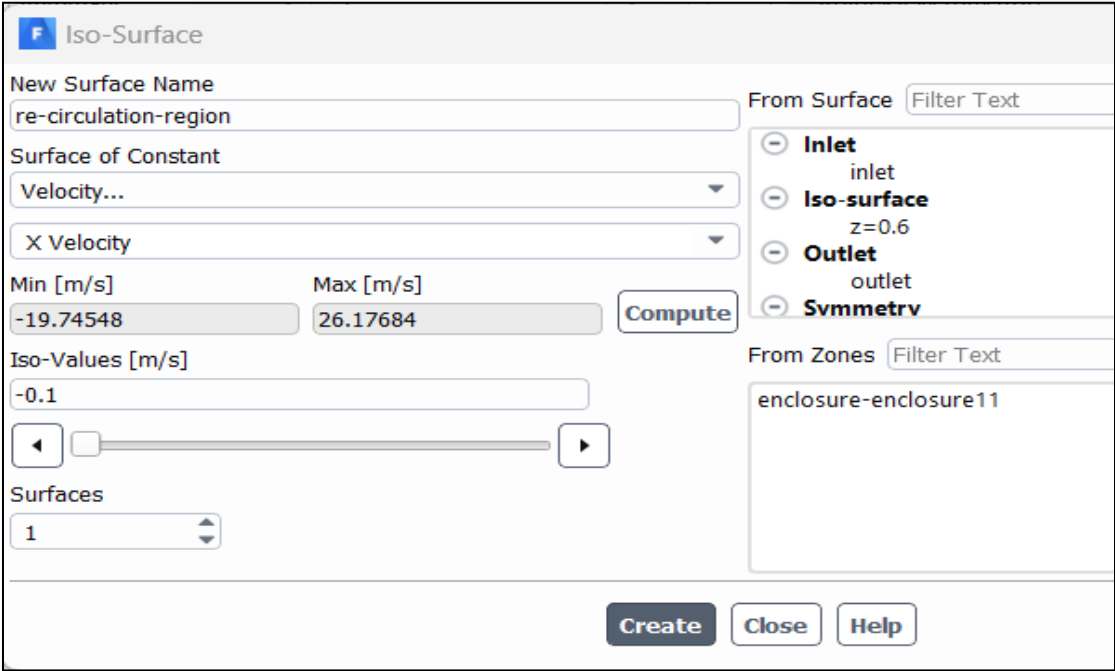 F Iso-Surface
New Surface Name
re-circulation-region
Surface of Constant
Velocity...
X Velocity
Min [m/s]
Max [m/s]
-19.74548
26.17684
Compute
Iso-Values [m/s]
-0.1
Surfaces
1
From Surface
Filter Text
Inlet
inlet
Iso-surface
z=0.6
Outlet
outlet
Symmetry
From Zones
Filter Text
enclosure-enclosure11
Create
Close
Help